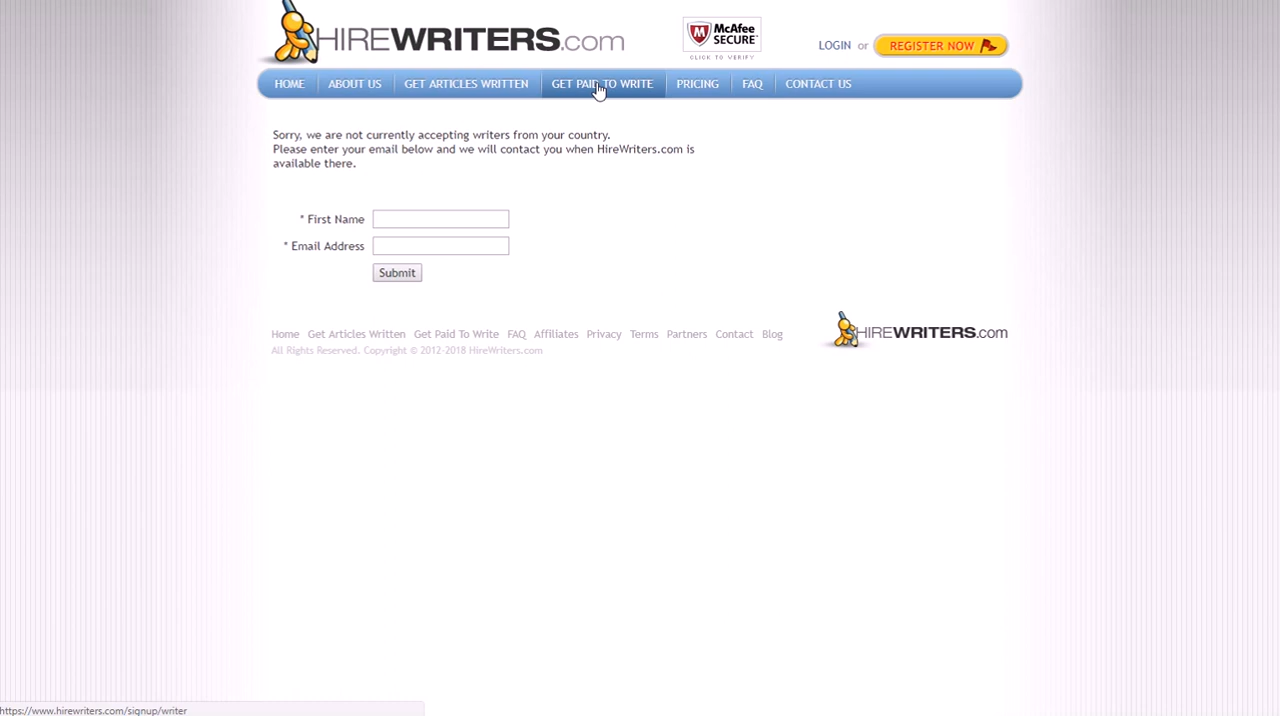 HIREWRITERS.com
McAfee
SECURE
CLICK TO VERIFY
LOGIN or REGISTER NOW
HOME ABOUT US GET ARTICLES WRITTEN GET PAID TO WRITE PRICING FAQ CONTACT US
Sorry, we are not currently accepting writers from your country.
Please enter your email below and we will contact you when HireWriters.com is
available there.
* First Name
* Email Address
Submit
Home Get Articles Written Get Paid To Write FAQ Affiliates Privacy Terms Partners Contact Blog
All Rights Reserved. Copyright © 2012-2018 HireWriters.com
HIREWRITERS.com
https://www.hirewriters.com/signup/writer